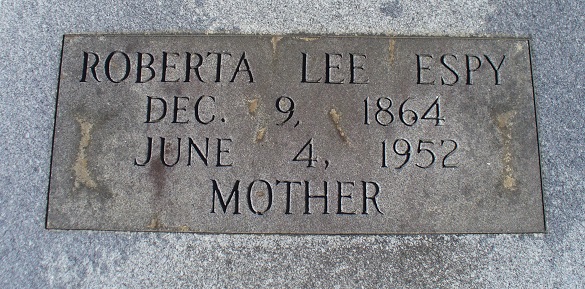 ROBERTA LEE ESPY
DEC. 9, 1864
JUNE 4, 1952
MOTHER